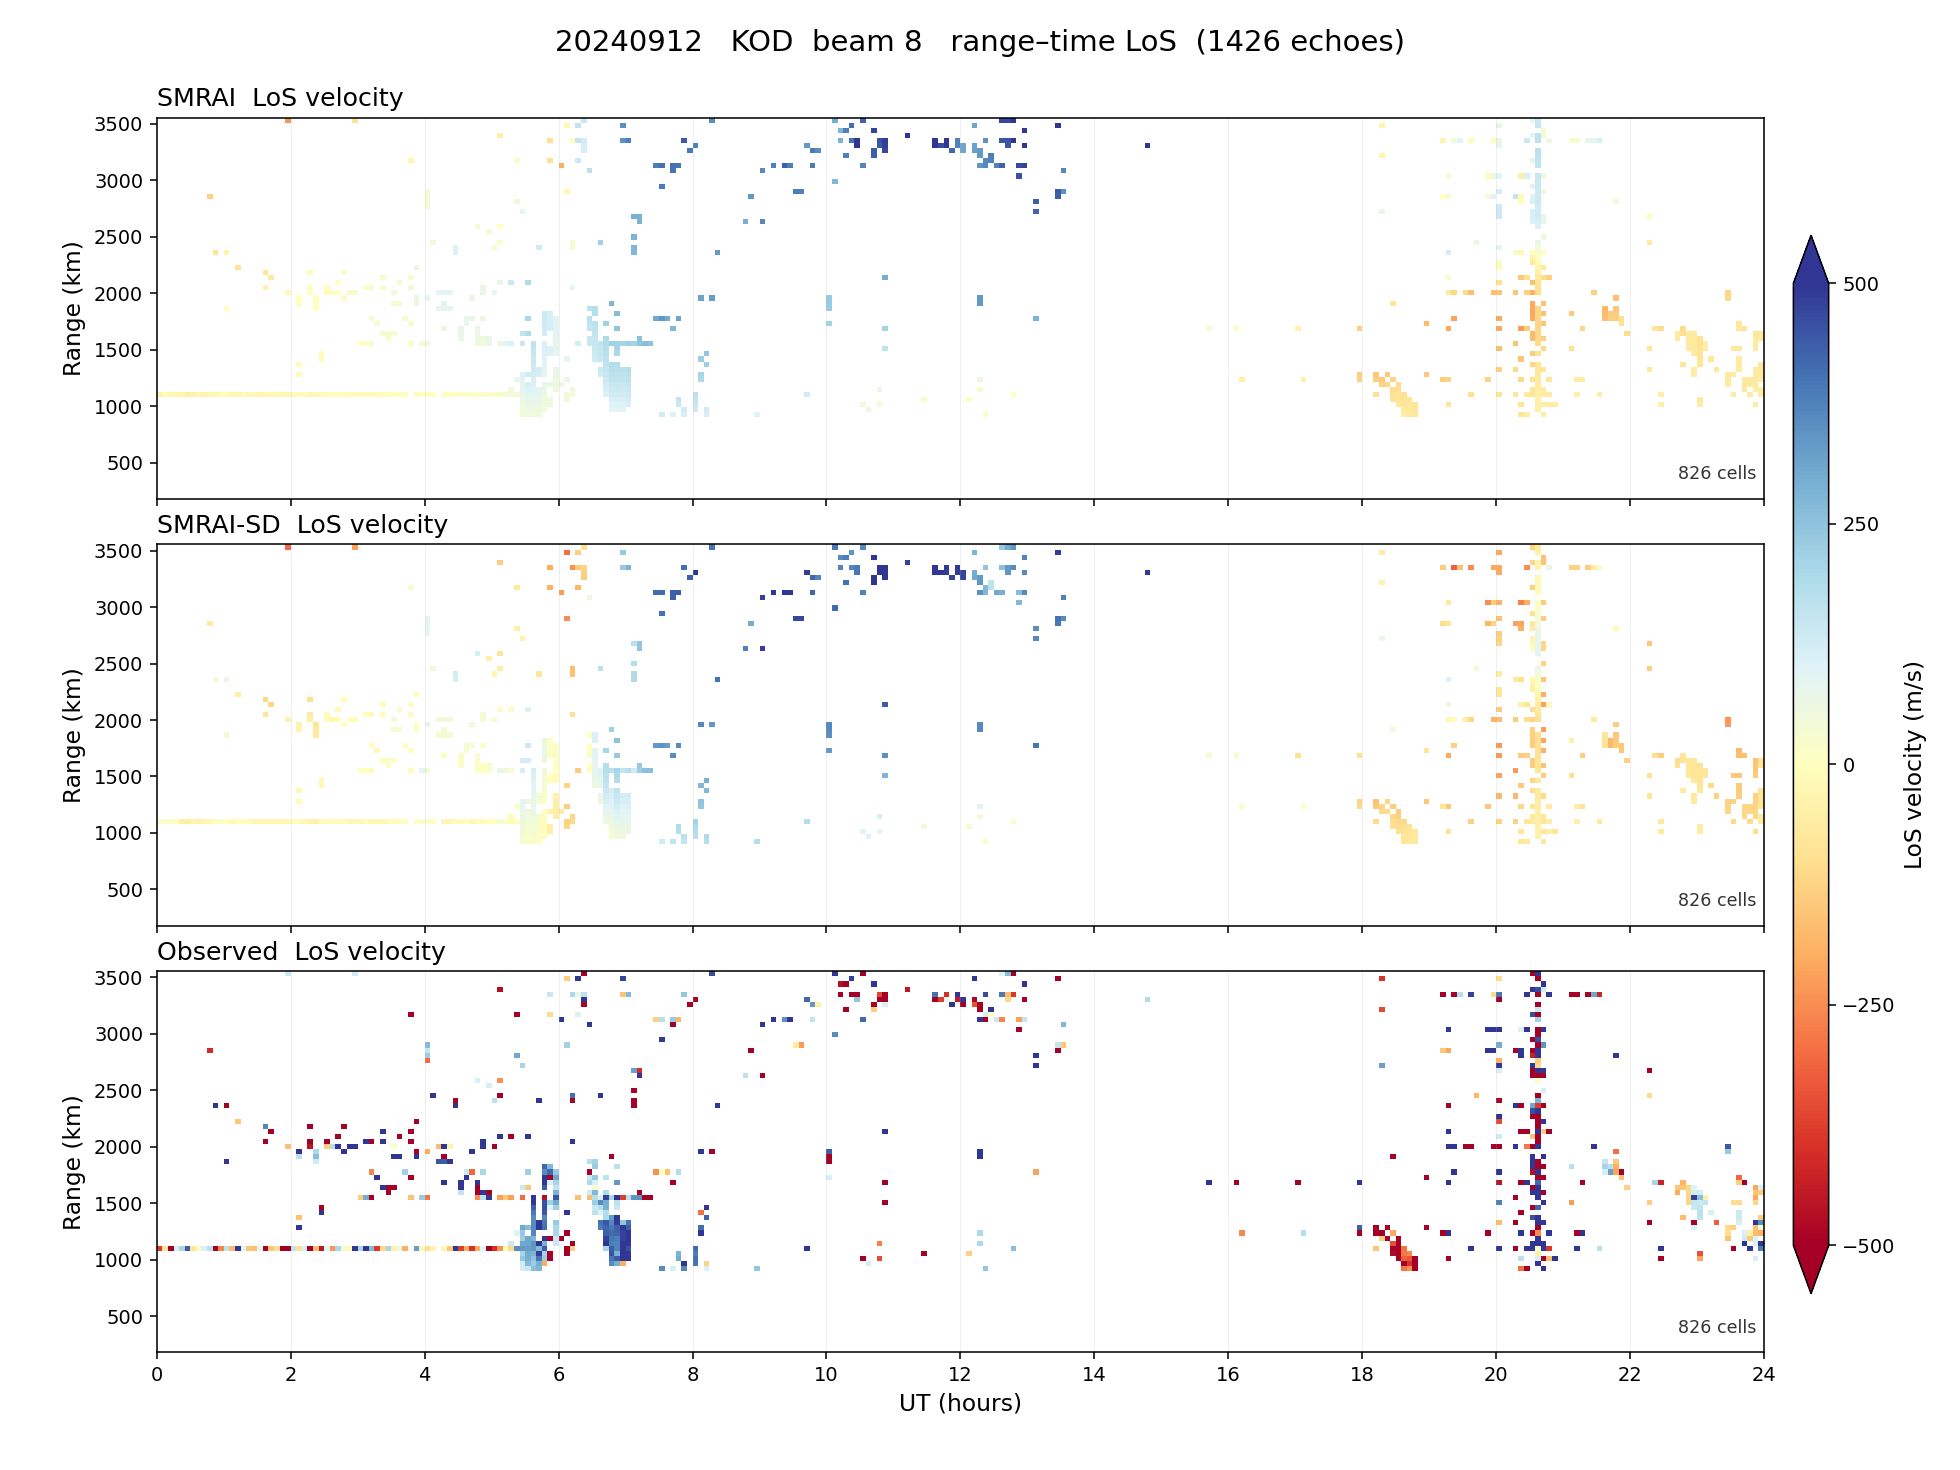 20240912   KOD  beam 8   range–time LoS  (1426 echoes)
SMRAI  LoS velocity
3500
3000
2500
2000
1500
1000
500
Range (km)
826 cells
SMRAI-SD  LoS velocity
3500
3000
2500
2000
1500
1000
500
Range (km)
826 cells
Observed  LoS velocity
3500
3000
2500
2000
1500
1000
500
Range (km)
826 cells
0 2 4 6 8 10 12 14 16 18 20 22 24
UT (hours)
500
250
0
−250
−500
LoS velocity (m/s)